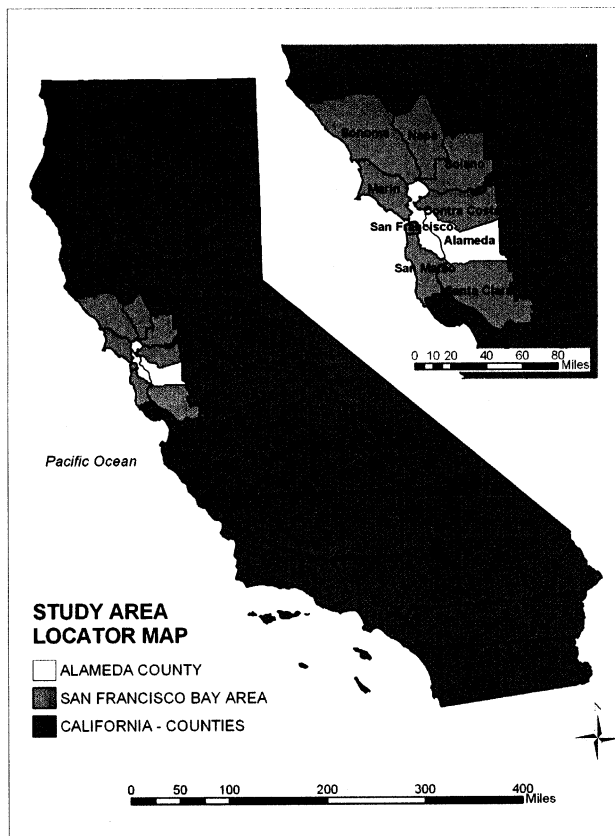 Sonoma
Napa
Solano
Marin
Contra Costa
San Francisco
Alameda
San Mateo
Santa Clara
0 10 20 40 60 80
Miles
Pacific Ocean
STUDY AREA
LOCATOR MAP
ALAMEDA COUNTY
SAN FRANCISCO BAY AREA
CALIFORNIA - COUNTIES
N
0 50 100 200 300 400
Miles